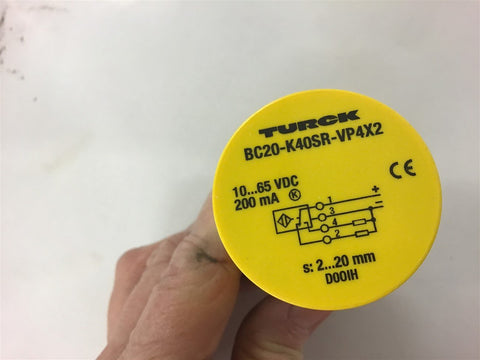 TURCK
BC20-K40SR-VP4X2
CE
10...65 VDC
200 mA K
1 +
3 −
4
2
s: 2...20 mm
D00IH